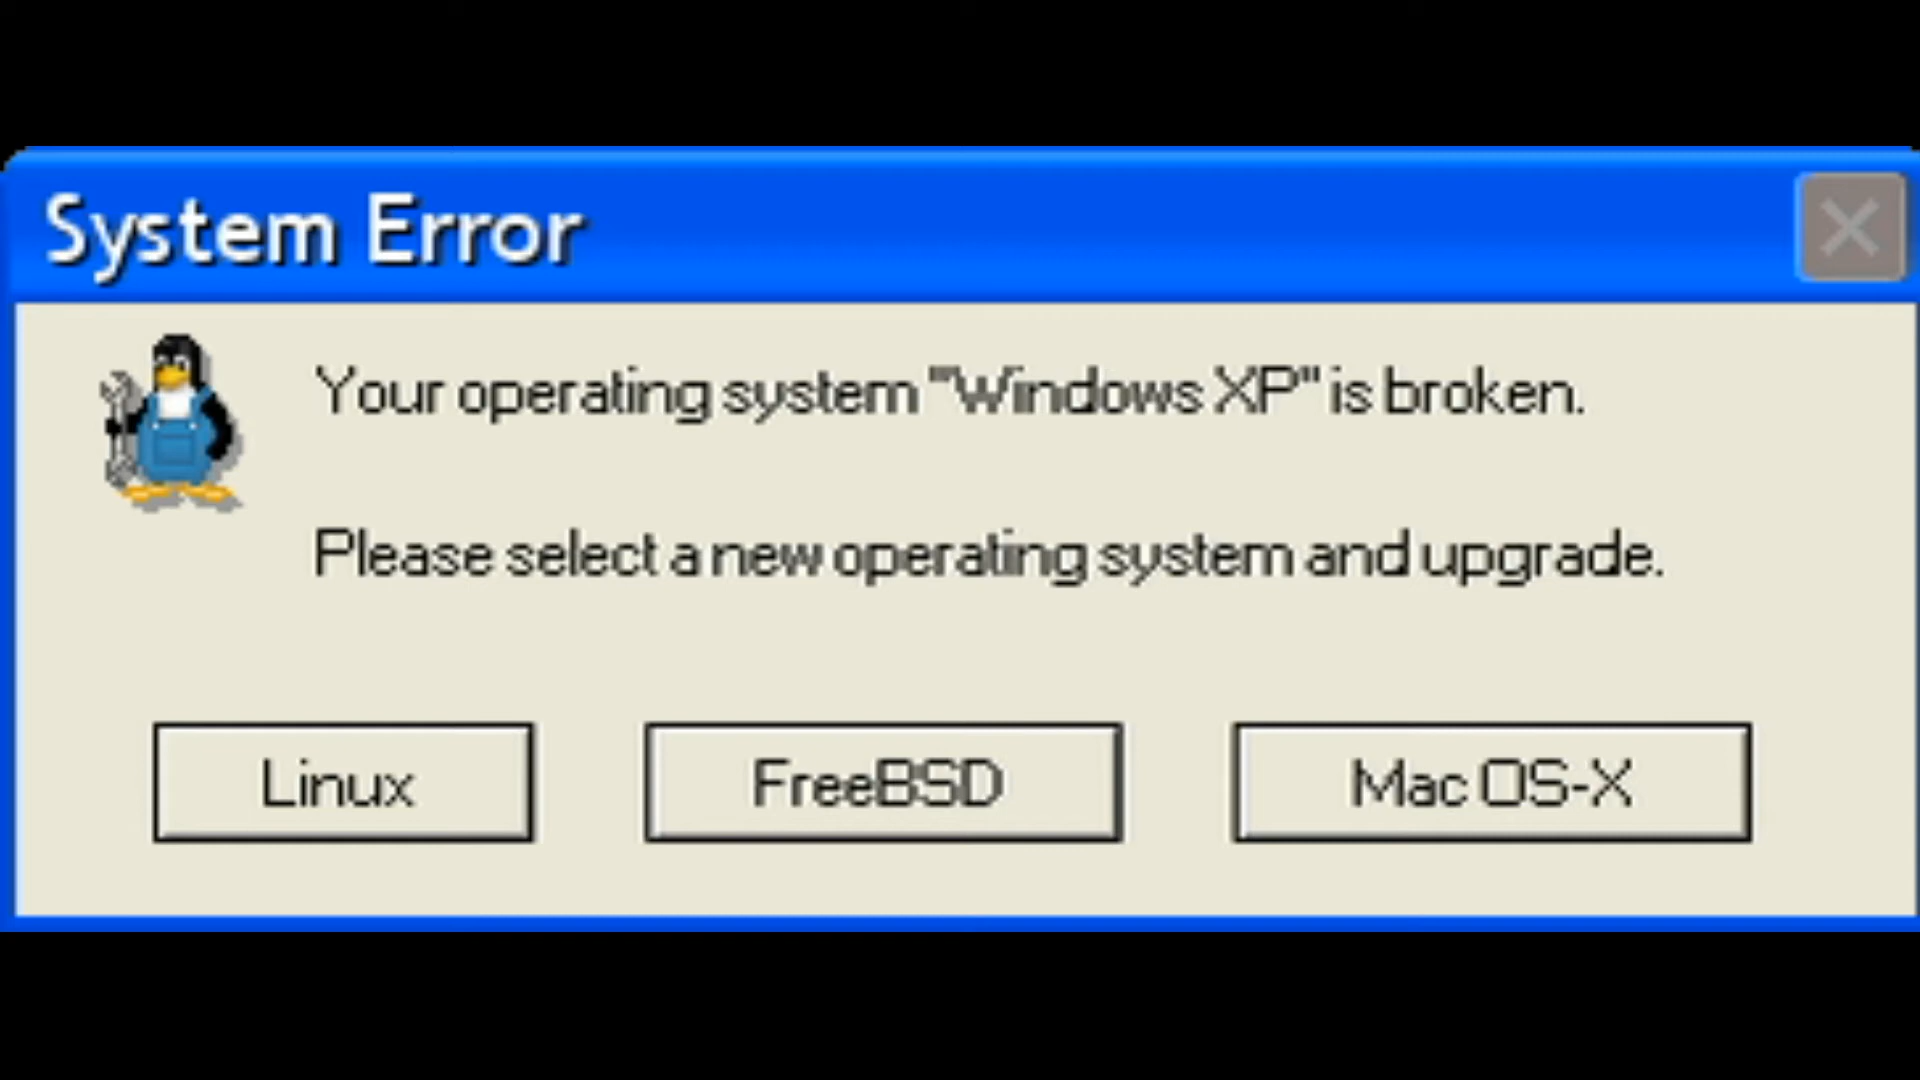 System Error
Your operating system "Windows XP" is broken.
Please select a new operating system and upgrade.
Linux
FreeBSD
Mac OS-X